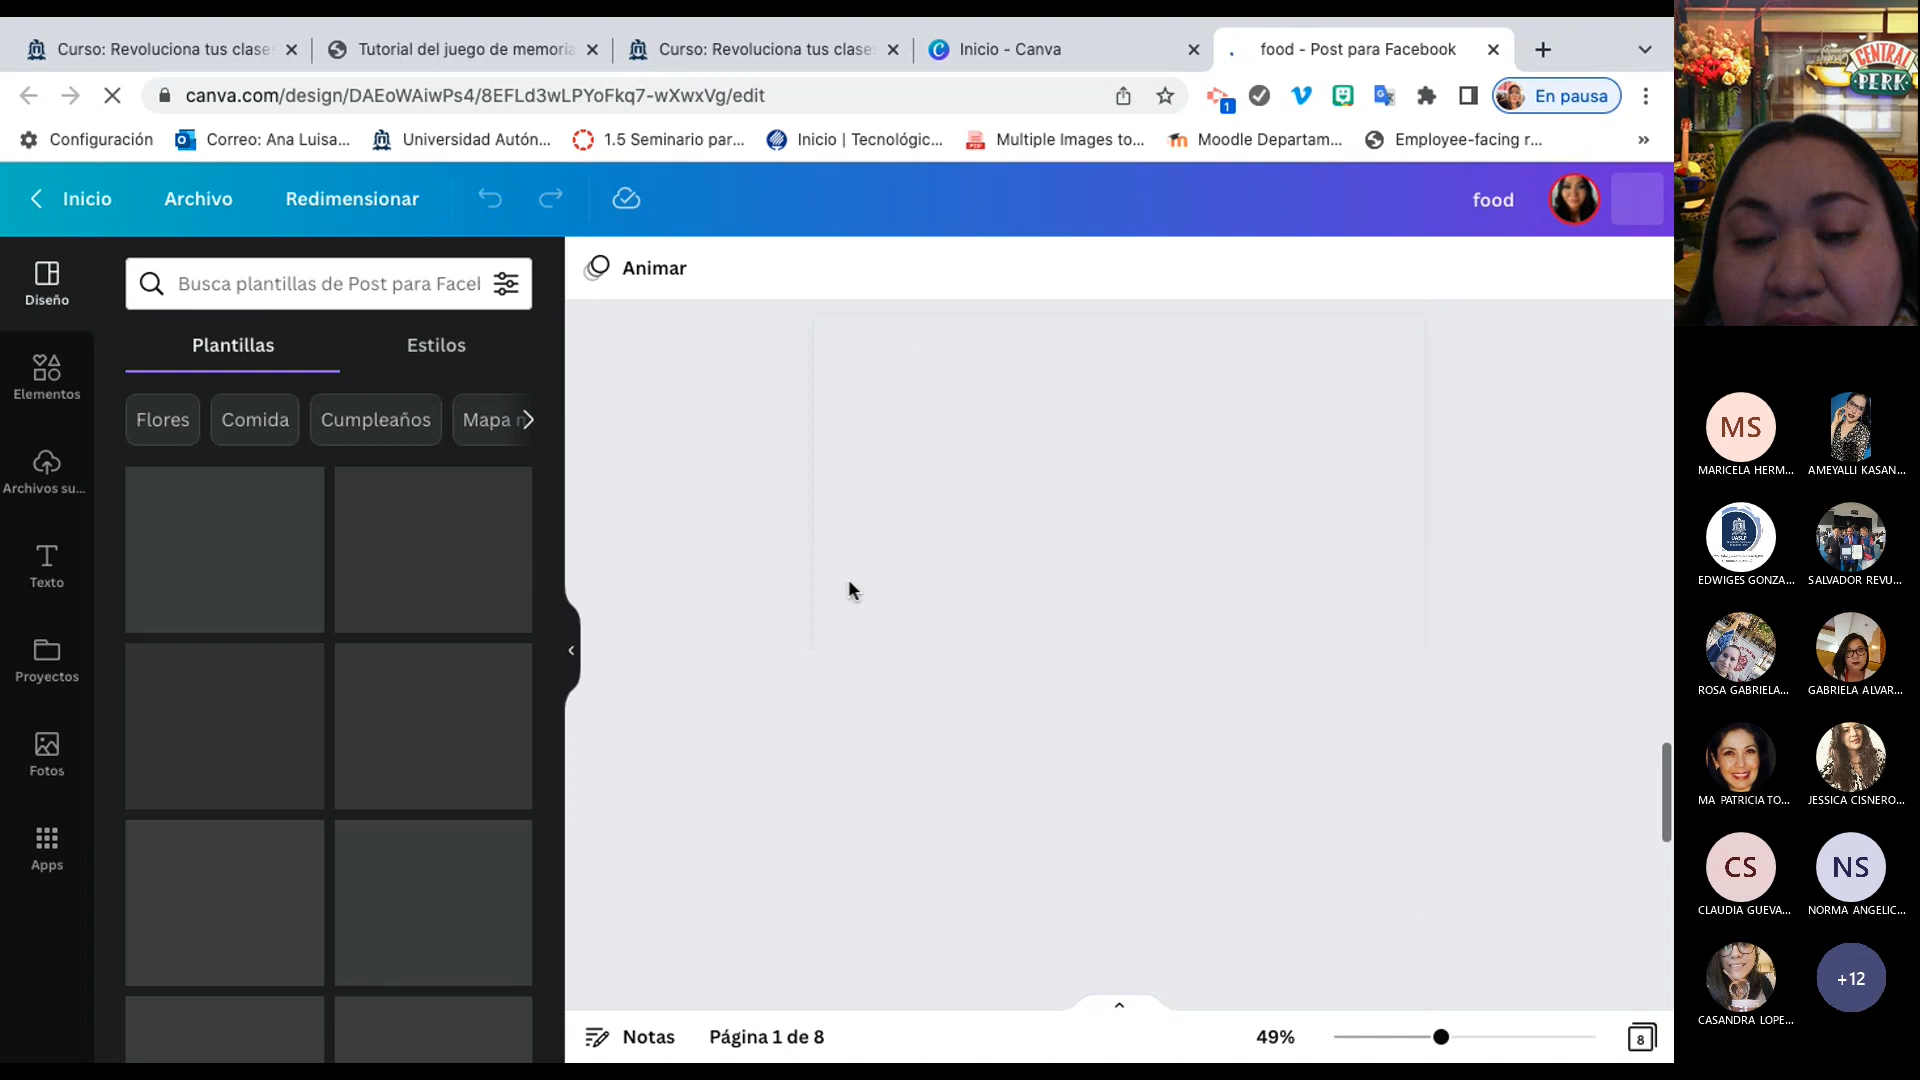 Curso: Revoluciona tus clase
Tutorial del juego de memoria
Curso: Revoluciona tus clase
Inicio - Canva
food - Post para Facebook
canva.com/design/DAEoWAiwPs4/8EFLd3wLPYoFkq7-wXwxVg/edit
1
En pausa
Configuración
Correo: Ana Luisa...
Universidad Autón...
1.5 Seminario par...
Inicio | Tecnológic...
Multiple Images to...
Moodle Departam...
Employee-facing r...
»
Inicio
Archivo
Redimensionar
food
Diseño
Elementos
Archivos su...
Texto
Proyectos
Fotos
Apps
Busca plantillas de Post para Facel
Plantillas
Estilos
Flores
Comida
Cumpleaños
Mapa
Animar
Notas
Página 1 de 8
49%
8
CENTRAL
PERK
MS
MARICELA HERM...
AMEYALLI KASAN...
UASLP
EDWIGES GONZA...
SALVADOR REVU...
ROSA GABRIELA...
GABRIELA ALVAR...
MA PATRICIA TO...
JESSICA CISNERO...
CS
CLAUDIA GUEVA...
NS
NORMA ANGELIC...
CASANDRA LOPE...
+12